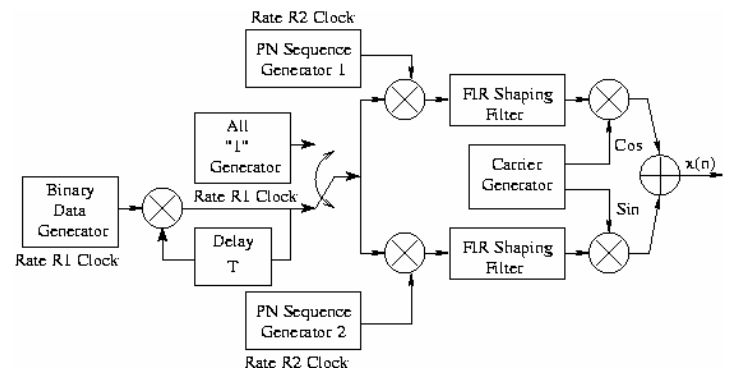 Rate R2 Clock
PN Sequence
Generator 1
FIR Shaping
Filter
All
"1"
Generator
Cos
Carrier
Generator
x(n)
Binary
Data
Generator
Rate R1 Clock
Sin
Rate R1 Clock
Delay
T
FIR Shaping
Filter
PN Sequence
Generator 2
Rate R2 Clock